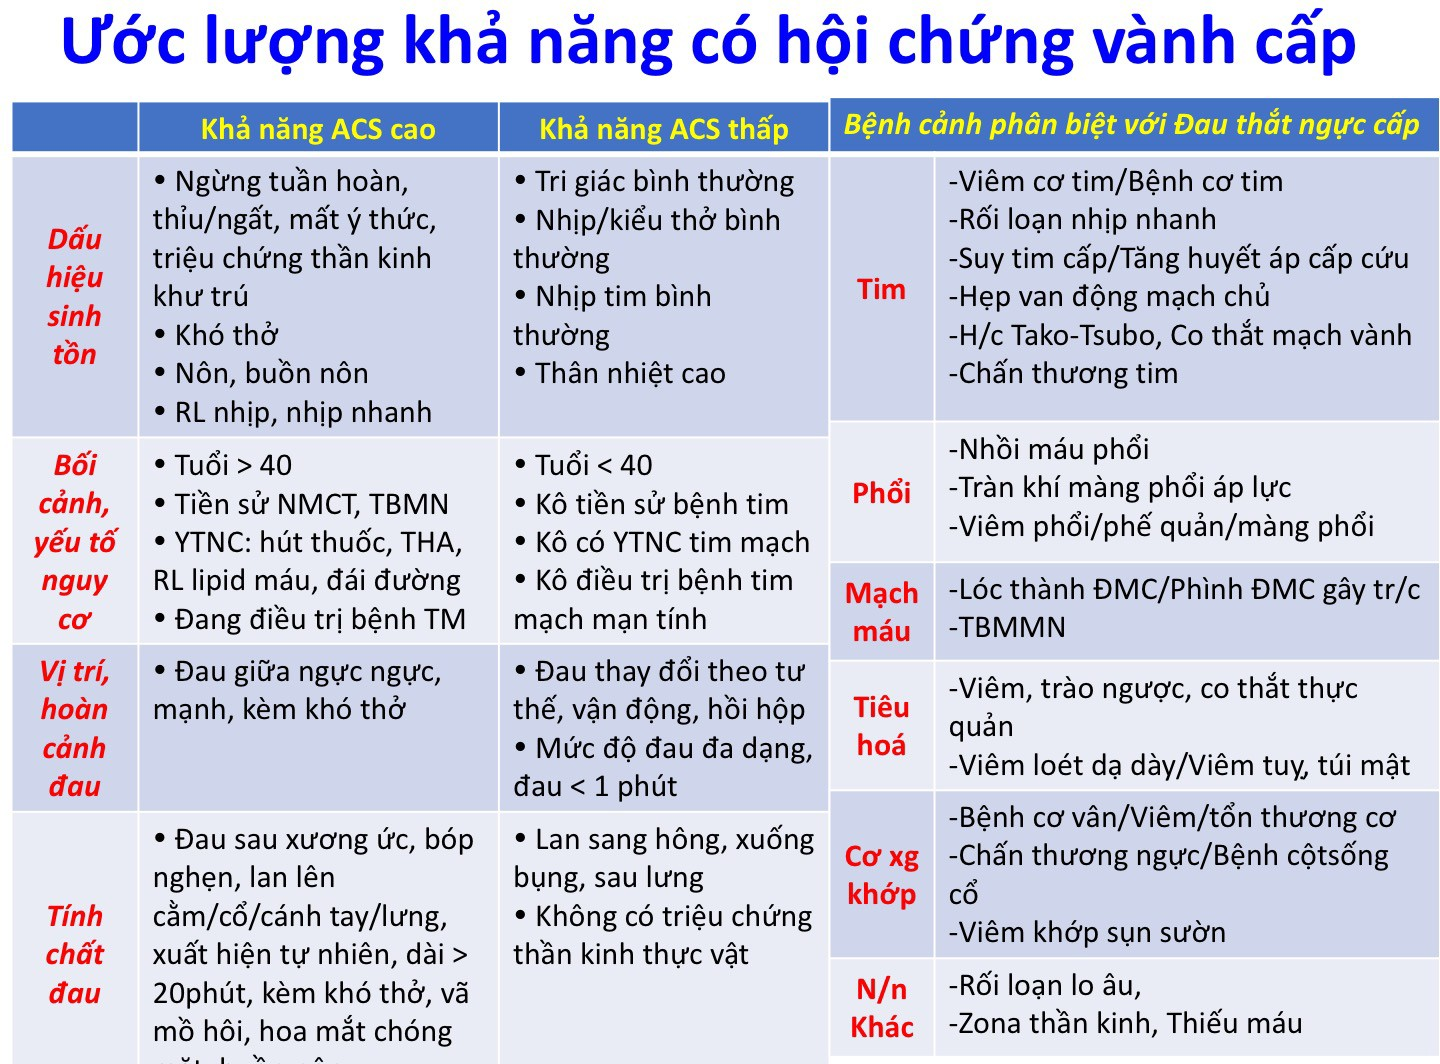 Ước lượng khả năng có hội chứng vành cấp
Khả năng ACS cao
Khả năng ACS thấp
Dấu
hiệu
sinh
tồn
• Ngừng tuần hoàn,
thỉu/ngất, mất ý thức,
triệu chứng thần kinh
khư trú
• Khó thở
• Nôn, buồn nôn
• RL nhịp, nhịp nhanh
• Tri giác bình thường
• Nhịp/kiểu thở bình
thường
• Nhịp tim bình
thường
• Thân nhiệt cao
Bối
cảnh,
yếu tố
nguy
cơ
• Tuổi > 40
• Tiền sử NMCT, TBMN
• YTNC: hút thuốc, THA,
RL lipid máu, đái đường
• Đang điều trị bệnh TM
• Tuổi < 40
• Kô tiền sử bệnh tim
• Kô có YTNC tim mạch
• Kô điều trị bệnh tim
mạch mạn tính
Vị trí,
hoàn
cảnh
đau
• Đau giữa ngực ngực,
mạnh, kèm khó thở
• Đau thay đổi theo tư
thế, vận động, hồi hộp
• Mức độ đau đa dạng,
đau < 1 phút
Tính
chất
đau
• Đau sau xương ức, bóp
nghẹn, lan lên
cằm/cổ/cánh tay/lưng,
xuất hiện tự nhiên, dài >
20phút, kèm khó thở, vã
mồ hôi, hoa mắt chóng
• Lan sang hông, xuống
bụng, sau lưng
• Không có triệu chứng
thần kinh thực vật
Bệnh cảnh phân biệt với Đau thắt ngực cấp
Tim
-Viêm cơ tim/Bệnh cơ tim
-Rối loạn nhịp nhanh
-Suy tim cấp/Tăng huyết áp cấp cứu
-Hẹp van động mạch chủ
-H/c Tako-Tsubo, Co thắt mạch vành
-Chấn thương tim
Phổi
-Nhồi máu phổi
-Tràn khí màng phổi áp lực
-Viêm phổi/phế quản/màng phổi
Mạch
máu
-Lóc thành ĐMC/Phình ĐMC gây tr/c
-TBMMN
Tiêu
hoá
-Viêm, trào ngược, co thắt thực
quản
-Viêm loét dạ dày/Viêm tuỵ, túi mật
Cơ xg
khớp
-Bệnh cơ vân/Viêm/tổn thương cơ
-Chấn thương ngực/Bệnh cộtsống
cổ
-Viêm khớp sụn sườn
N/n
Khác
-Rối loạn lo âu,
-Zona thần kinh, Thiếu máu